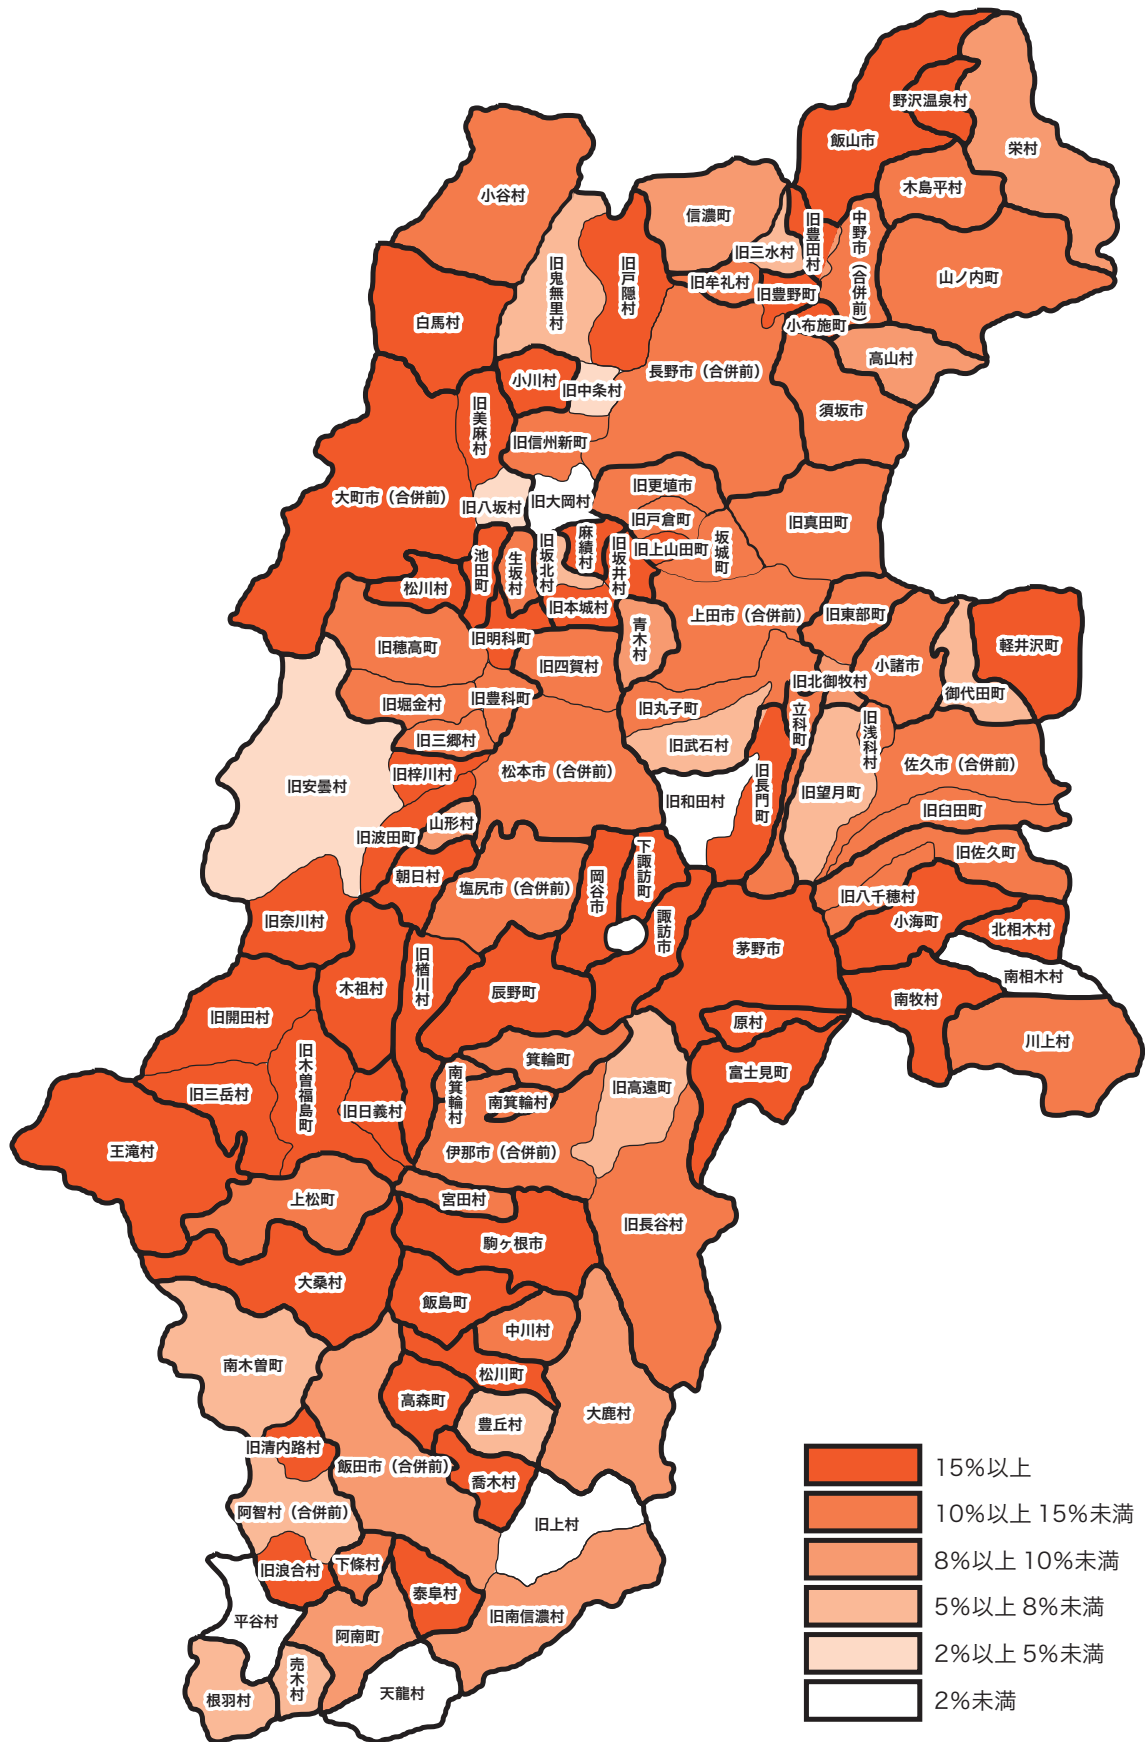 野沢温泉村
飯山市
栄村
木島平村
小谷村
信濃町
旧豊田村
中野市（合併前）
旧三水村
旧鬼無里村
旧戸隠村
旧牟礼村
旧豊野町
山ノ内町
白馬村
小布施町
高山村
小川村
旧中条村
長野市（合併前）
須坂市
旧美麻村
旧信州新町
大町市（合併前）
旧八坂村
旧大岡村
旧更埴市
旧戸倉町
旧上山田町
坂城町
旧真田町
池田町
生坂村
旧坂北村
麻績村
旧坂井村
松川村
旧本城村
青木村
上田市（合併前）
旧東部町
軽井沢町
旧穂高町
旧明科町
旧四賀村
旧北御牧村
小諸市
御代田町
旧堀金村
旧豊科町
旧丸子町
立科町
旧浅科村
旧三郷村
旧武石村
旧梓川村
松本市（合併前）
佐久市（合併前）
旧安曇村
旧和田村
旧長門町
旧望月町
旧臼田町
山形村
旧波田町
旧佐久町
朝日村
塩尻市（合併前）
岡谷市
下諏訪町
諏訪市
旧八千穂村
小海町
北相木村
旧奈川村
茅野市
南相木村
木祖村
旧楢川村
辰野町
南牧村
旧開田村
原村
川上村
旧木曽福島町
箕輪町
富士見町
旧三岳村
旧日義村
南箕輪村
南箕輪村
旧高遠町
王滝村
伊那市（合併前）
上松町
宮田村
旧長谷村
駒ヶ根市
大桑村
飯島町
中川村
南木曽町
松川町
高森町
大鹿村
豊丘村
旧清内路村
飯田市（合併前）
喬木村
阿智村（合併前）
旧上村
旧浪合村
下條村
泰阜村
旧南信濃村
平谷村
阿南町
売木村
根羽村
天龍村
15%以上
10%以上 15%未満
8%以上 10%未満
5%以上 8%未満
2%以上 5%未満
2%未満